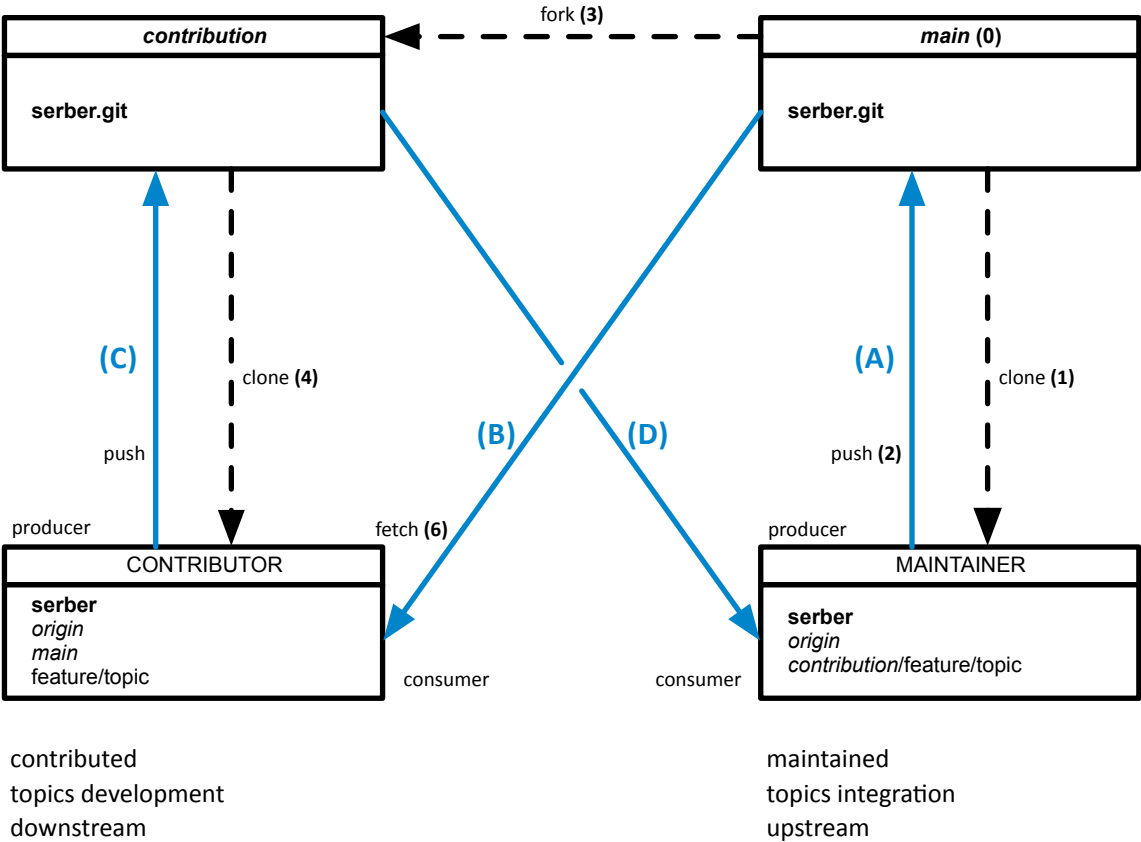 fork (3)
contribution
main (0)
serber.git
serber.git
(C)
(A)
clone (4)
clone (1)
(B)
(D)
push
push (2)
producer
fetch (6)
producer
CONTRIBUTOR
MAINTAINER
serber
origin
main
feature/topic
serber
origin
contribution/feature/topic
consumer
consumer
contributed
topics development
downstream
maintained
topics integration
upstream